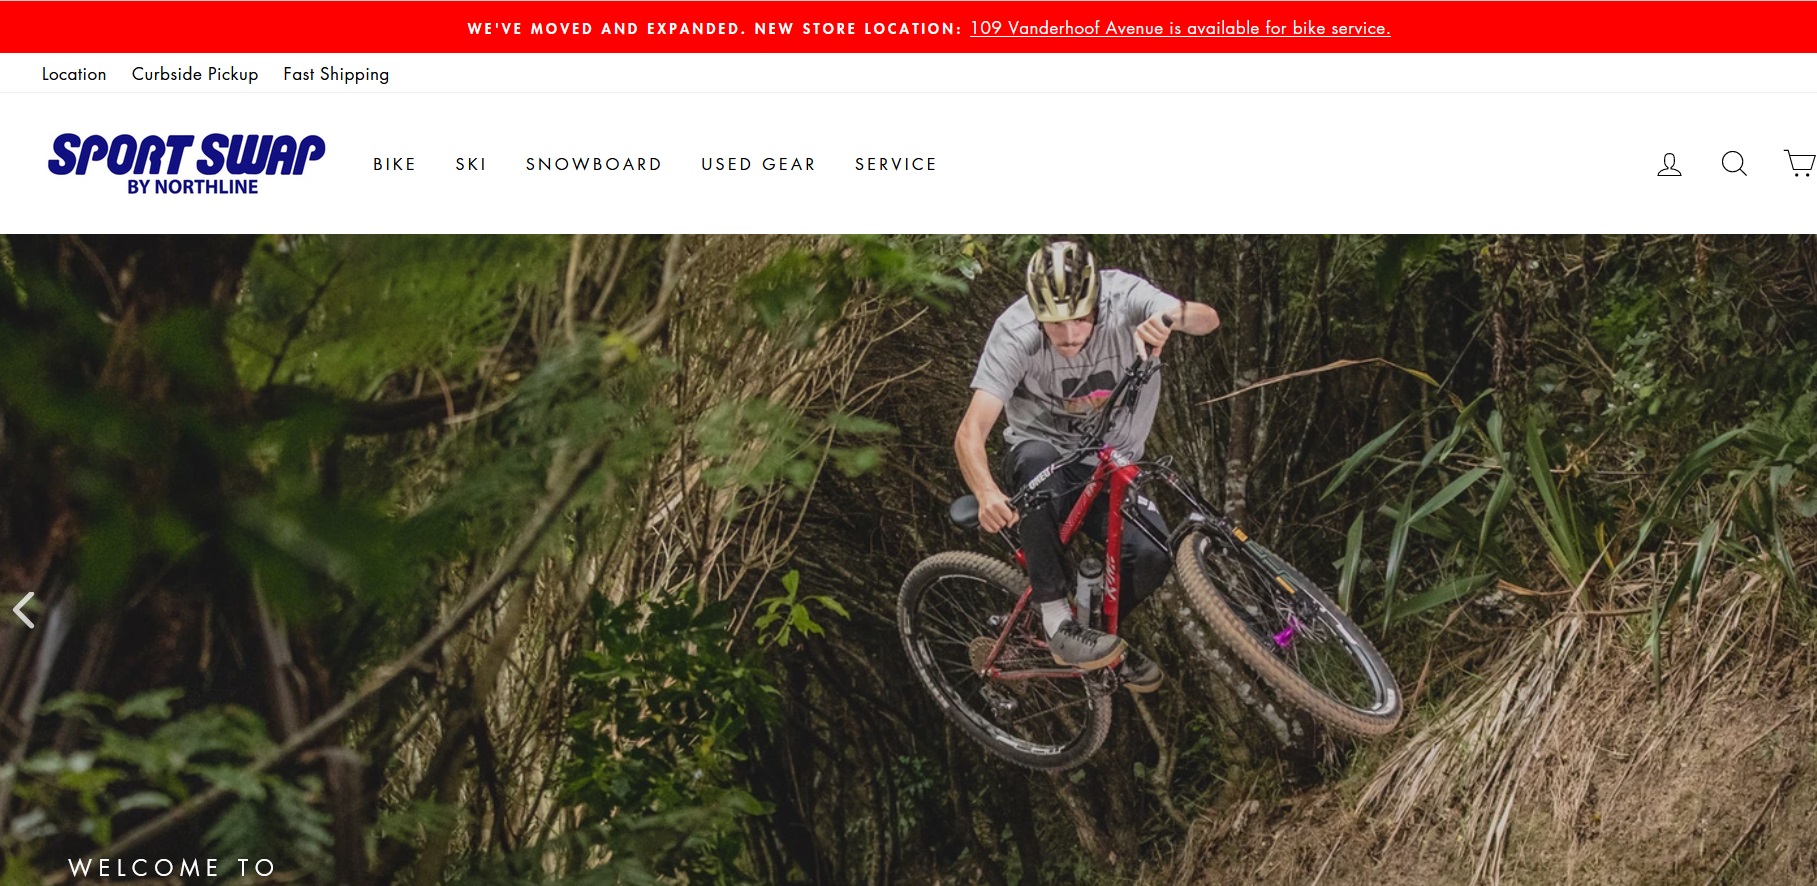 WE'VE MOVED AND EXPANDED. NEW STORE LOCATION: 109 Vanderhoof Avenue is available for bike service.
Location Curbside Pickup Fast Shipping
SPORT SWAP
BY NORTHLINE
BIKE SKI SNOWBOARD USED GEAR SERVICE
WELCOME TO